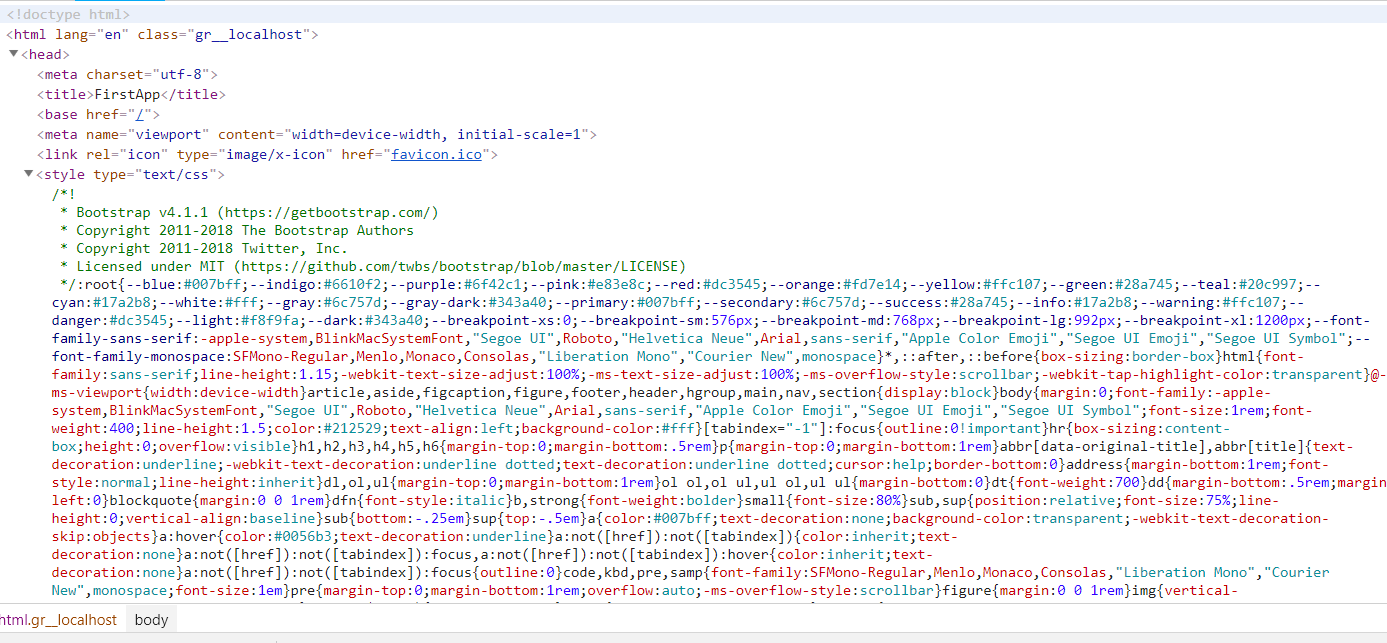 <!doctype html>
<html lang="en" class="gr__localhost">
<head>
<meta charset="utf-8">
<title>FirstApp</title>
<base href="/">
<meta name="viewport" content="width=device-width, initial-scale=1">
<link rel="icon" type="image/x-icon" href="favicon.ico">
<style type="text/css">
/*!
* Bootstrap v4.1.1 (https://getbootstrap.com/)
* Copyright 2011-2018 The Bootstrap Authors
* Copyright 2011-2018 Twitter, Inc.
* Licensed under MIT (https://github.com/twbs/bootstrap/blob/master/LICENSE)
*/:root{--blue:#007bff;--indigo:#6610f2;--purple:#6f42c1;--pink:#e83e8c;--red:#dc3545;--orange:#fd7e14;--yellow:#ffc107;--green:#28a745;--teal:#20c997;--
cyan:#17a2b8;--white:#fff;--gray:#6c757d;--gray-dark:#343a40;--primary:#007bff;--secondary:#6c757d;--success:#28a745;--info:#17a2b8;--warning:#ffc107;--
danger:#dc3545;--light:#f8f9fa;--dark:#343a40;--breakpoint-xs:0;--breakpoint-sm:576px;--breakpoint-md:768px;--breakpoint-lg:992px;--breakpoint-xl:1200px;--font-
family-sans-serif:-apple-system,BlinkMacSystemFont,"Segoe UI",Roboto,"Helvetica Neue",Arial,sans-serif,"Apple Color Emoji","Segoe UI Emoji","Segoe UI Symbol";--
font-family-monospace:SFMono-Regular,Menlo,Monaco,Consolas,"Liberation Mono","Courier New",monospace}*,::after,::before{box-sizing:border-box}html{font-
family:sans-serif;line-height:1.15;-webkit-text-size-adjust:100%;-ms-text-size-adjust:100%;-ms-overflow-style:scrollbar;-webkit-tap-highlight-color:transparent}@-
ms-viewport{width:device-width}article,aside,figcaption,figure,footer,header,hgroup,main,nav,section{display:block}body{margin:0;font-family:-apple-
system,BlinkMacSystemFont,"Segoe UI",Roboto,"Helvetica Neue",Arial,sans-serif,"Apple Color Emoji","Segoe UI Emoji","Segoe UI Symbol";font-size:1rem;font-
weight:400;line-height:1.5;color:#212529;text-align:left;background-color:#fff}[tabindex="-1"]:focus{outline:0!important}hr{box-sizing:content-
box;height:0;overflow:visible}h1,h2,h3,h4,h5,h6{margin-top:0;margin-bottom:.5rem}p{margin-top:0;margin-bottom:1rem}abbr[data-original-title],abbr[title]{text-
decoration:underline;-webkit-text-decoration:underline dotted;text-decoration:underline dotted;cursor:help;border-bottom:0}address{margin-bottom:1rem;font-
style:normal;line-height:inherit}dl,ol,ul{margin-top:0;margin-bottom:1rem}ol ol,ol ul,ul ol,ul ul{margin-bottom:0}dt{font-weight:700}dd{margin-bottom:.5rem;margin
left:0}blockquote{margin:0 0 1rem}dfn{font-style:italic}b,strong{font-weight:bolder}small{font-size:80%}sub,sup{position:relative;font-size:75%;line-
height:0;vertical-align:baseline}sub{bottom:-.25em}sup{top:-.5em}a{color:#007bff;text-decoration:none;background-color:transparent;-webkit-text-decoration-
skip:objects}a:hover{color:#0056b3;text-decoration:underline}a:not([href]):not([tabindex]){color:inherit;text-
decoration:none}a:not([href]):not([tabindex]):focus,a:not([href]):not([tabindex]):hover{color:inherit;text-
decoration:none}a:not([href]):not([tabindex]):focus{outline:0}code,kbd,pre,samp{font-family:SFMono-Regular,Menlo,Monaco,Consolas,"Liberation Mono","Courier
New",monospace;font-size:1em}pre{margin-top:0;margin-bottom:1rem;overflow:auto;-ms-overflow-style:scrollbar}figure{margin:0 0 1rem}img{vertical-
html.gr__localhost body